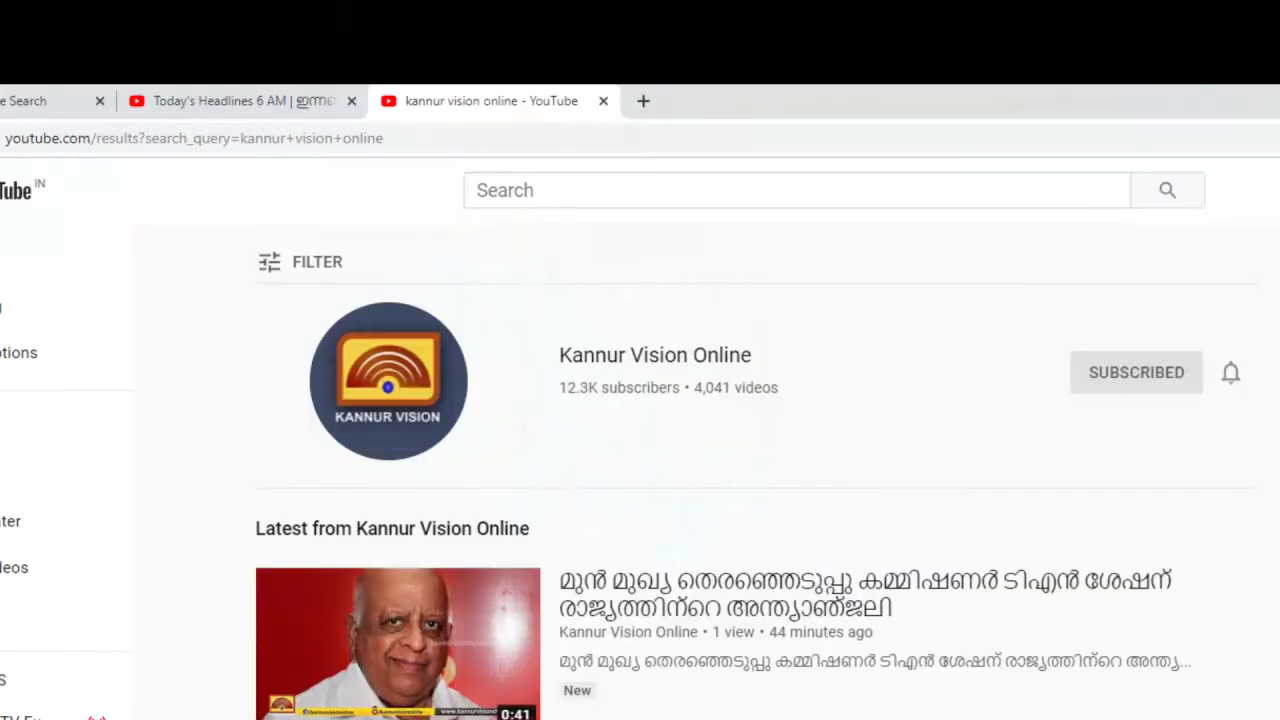 e Search
Today's Headlines 6 AM | ഇന്നത്
kannur vision online - YouTube
youtube.com/results?search_query=kannur+vision+online
Tube IN
Search
FILTER
KANNUR VISION
Kannur Vision Online
12.3K subscribers • 4,041 videos
SUBSCRIBED
ptions
ter
deos
Latest from Kannur Vision Online
മുൻ മുഖ്യ തെരഞ്ഞെടുപ്പു കമ്മിഷണർ ടിഎൻ ശേഷന്
രാജ്യത്തിന്റെ അന്ത്യാഞ്ജലി
Kannur Vision Online • 1 view • 44 minutes ago
മുൻ മുഖ്യ തെരഞ്ഞെടുപ്പു കമ്മിഷണർ ടിഎൻ ശേഷന് രാജ്യത്തിന്റെ അന്ത്യ...
New
0:41
S